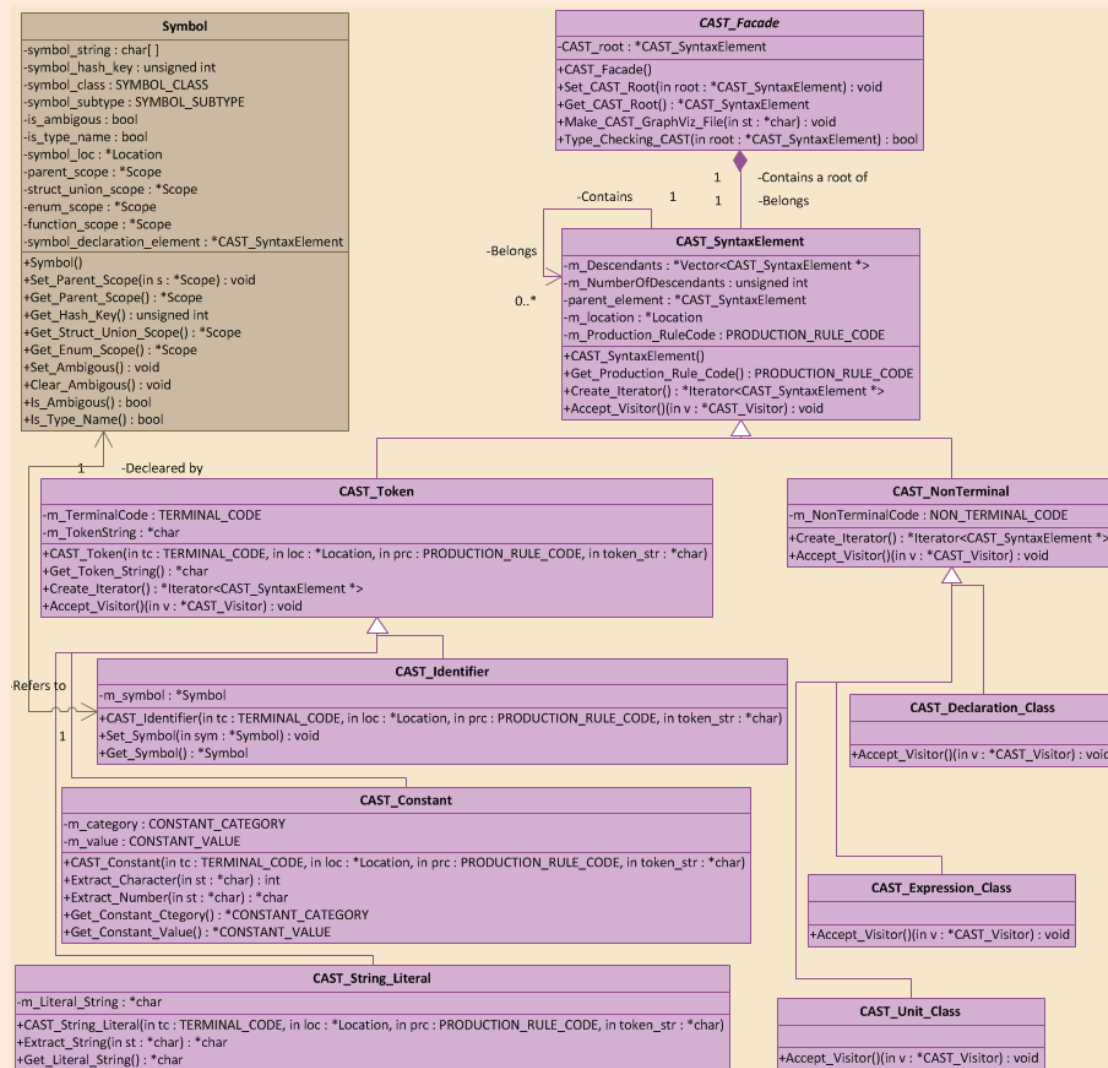 Symbol
-symbol_string : char[ ]
-symbol_hash_key : unsigned int
-symbol_class : SYMBOL_CLASS
-symbol_subtype : SYMBOL_SUBTYPE
-is_ambigous : bool
-is_type_name : bool
-symbol_loc : *Location
-parent_scope : *Scope
-struct_union_scope : *Scope
-enum_scope : *Scope
-function_scope : *Scope
-symbol_declaration_element : *CAST_SyntaxElement
+Symbol()
+Set_Parent_Scope(in s : *Scope) : void
+Get_Parent_Scope() : *Scope
+Get_Hash_Key() : unsigned int
+Get_Struct_Union_Scope() : *Scope
+Get_Enum_Scope() : *Scope
+Set_Ambigous() : void
+Clear_Ambigous() : void
+Is_Ambigous() : bool
+Is_Type_Name() : bool
CAST_Facade
-CAST_root : *CAST_SyntaxElement
+CAST_Facade()
+Set_CAST_Root(in root : *CAST_SyntaxElement) : void
+Get_CAST_Root() : *CAST_SyntaxElement
+Make_CAST_GraphViz_File(in st : *char) : void
+Type_Checking_CAST(in root : *CAST_SyntaxElement) : bool
1 -Contains a root of
-Contains 1 1 -Belongs
-Belongs
0..*
CAST_SyntaxElement
-m_Descendants : *Vector<CAST_SyntaxElement *>
-m_NumberOfDescendants : unsigned int
-parent_element : *CAST_SyntaxElement
-m_location : *Location
-m_Production_RuleCode : PRODUCTION_RULE_CODE
+CAST_SyntaxElement()
+Get_Production_Rule_Code() : PRODUCTION_RULE_CODE
+Create_Iterator() : *Iterator<CAST_SyntaxElement *>
+Accept_Visitor()(in v : *CAST_Visitor) : void
1 -Decleared by
CAST_Token
-m_TerminalCode : TERMINAL_CODE
-m_TokenString : *char
+CAST_Token(in tc : TERMINAL_CODE, in loc : *Location, in prc : PRODUCTION_RULE_CODE, in token_str : *char)
+Get_Token_String() : *char
+Create_Iterator() : *Iterator<CAST_SyntaxElement *>
+Accept_Visitor()(in v : *CAST_Visitor) : void
CAST_NonTerminal
-m_NonTerminalCode : NON_TERMINAL_CODE
+Create_Iterator() : *Iterator<CAST_SyntaxElement *>
+Accept_Visitor()(in v : *CAST_Visitor) : void
-Refers to
1
CAST_Identifier
-m_symbol : *Symbol
+CAST_Identifier(in tc : TERMINAL_CODE, in loc : *Location, in prc : PRODUCTION_RULE_CODE, in token_str : *char)
+Set_Symbol(in sym : *Symbol) : void
+Get_Symbol() : *Symbol
CAST_Declaration_Class
+Accept_Visitor()(in v : *CAST_Visitor) : void
CAST_Constant
-m_category : CONSTANT_CATEGORY
-m_value : CONSTANT_VALUE
+CAST_Constant(in tc : TERMINAL_CODE, in loc : *Location, in prc : PRODUCTION_RULE_CODE, in token_str : *char)
+Extract_Character(in st : *char) : int
+Extract_Number(in st : *char) : *char
+Get_Constant_Ctegory() : *CONSTANT_CATEGORY
+Get_Constant_Value() : *CONSTANT_VALUE
CAST_Expression_Class
+Accept_Visitor()(in v : *CAST_Visitor) : void
CAST_String_Literal
-m_Literal_String : *char
+CAST_String_Literal(in tc : TERMINAL_CODE, in loc : *Location, in prc : PRODUCTION_RULE_CODE, in token_str : *char)
+Extract_String(in st : *char) : *char
+Get_Literal_String() : *char
CAST_Unit_Class
+Accept_Visitor()(in v : *CAST_Visitor) : void